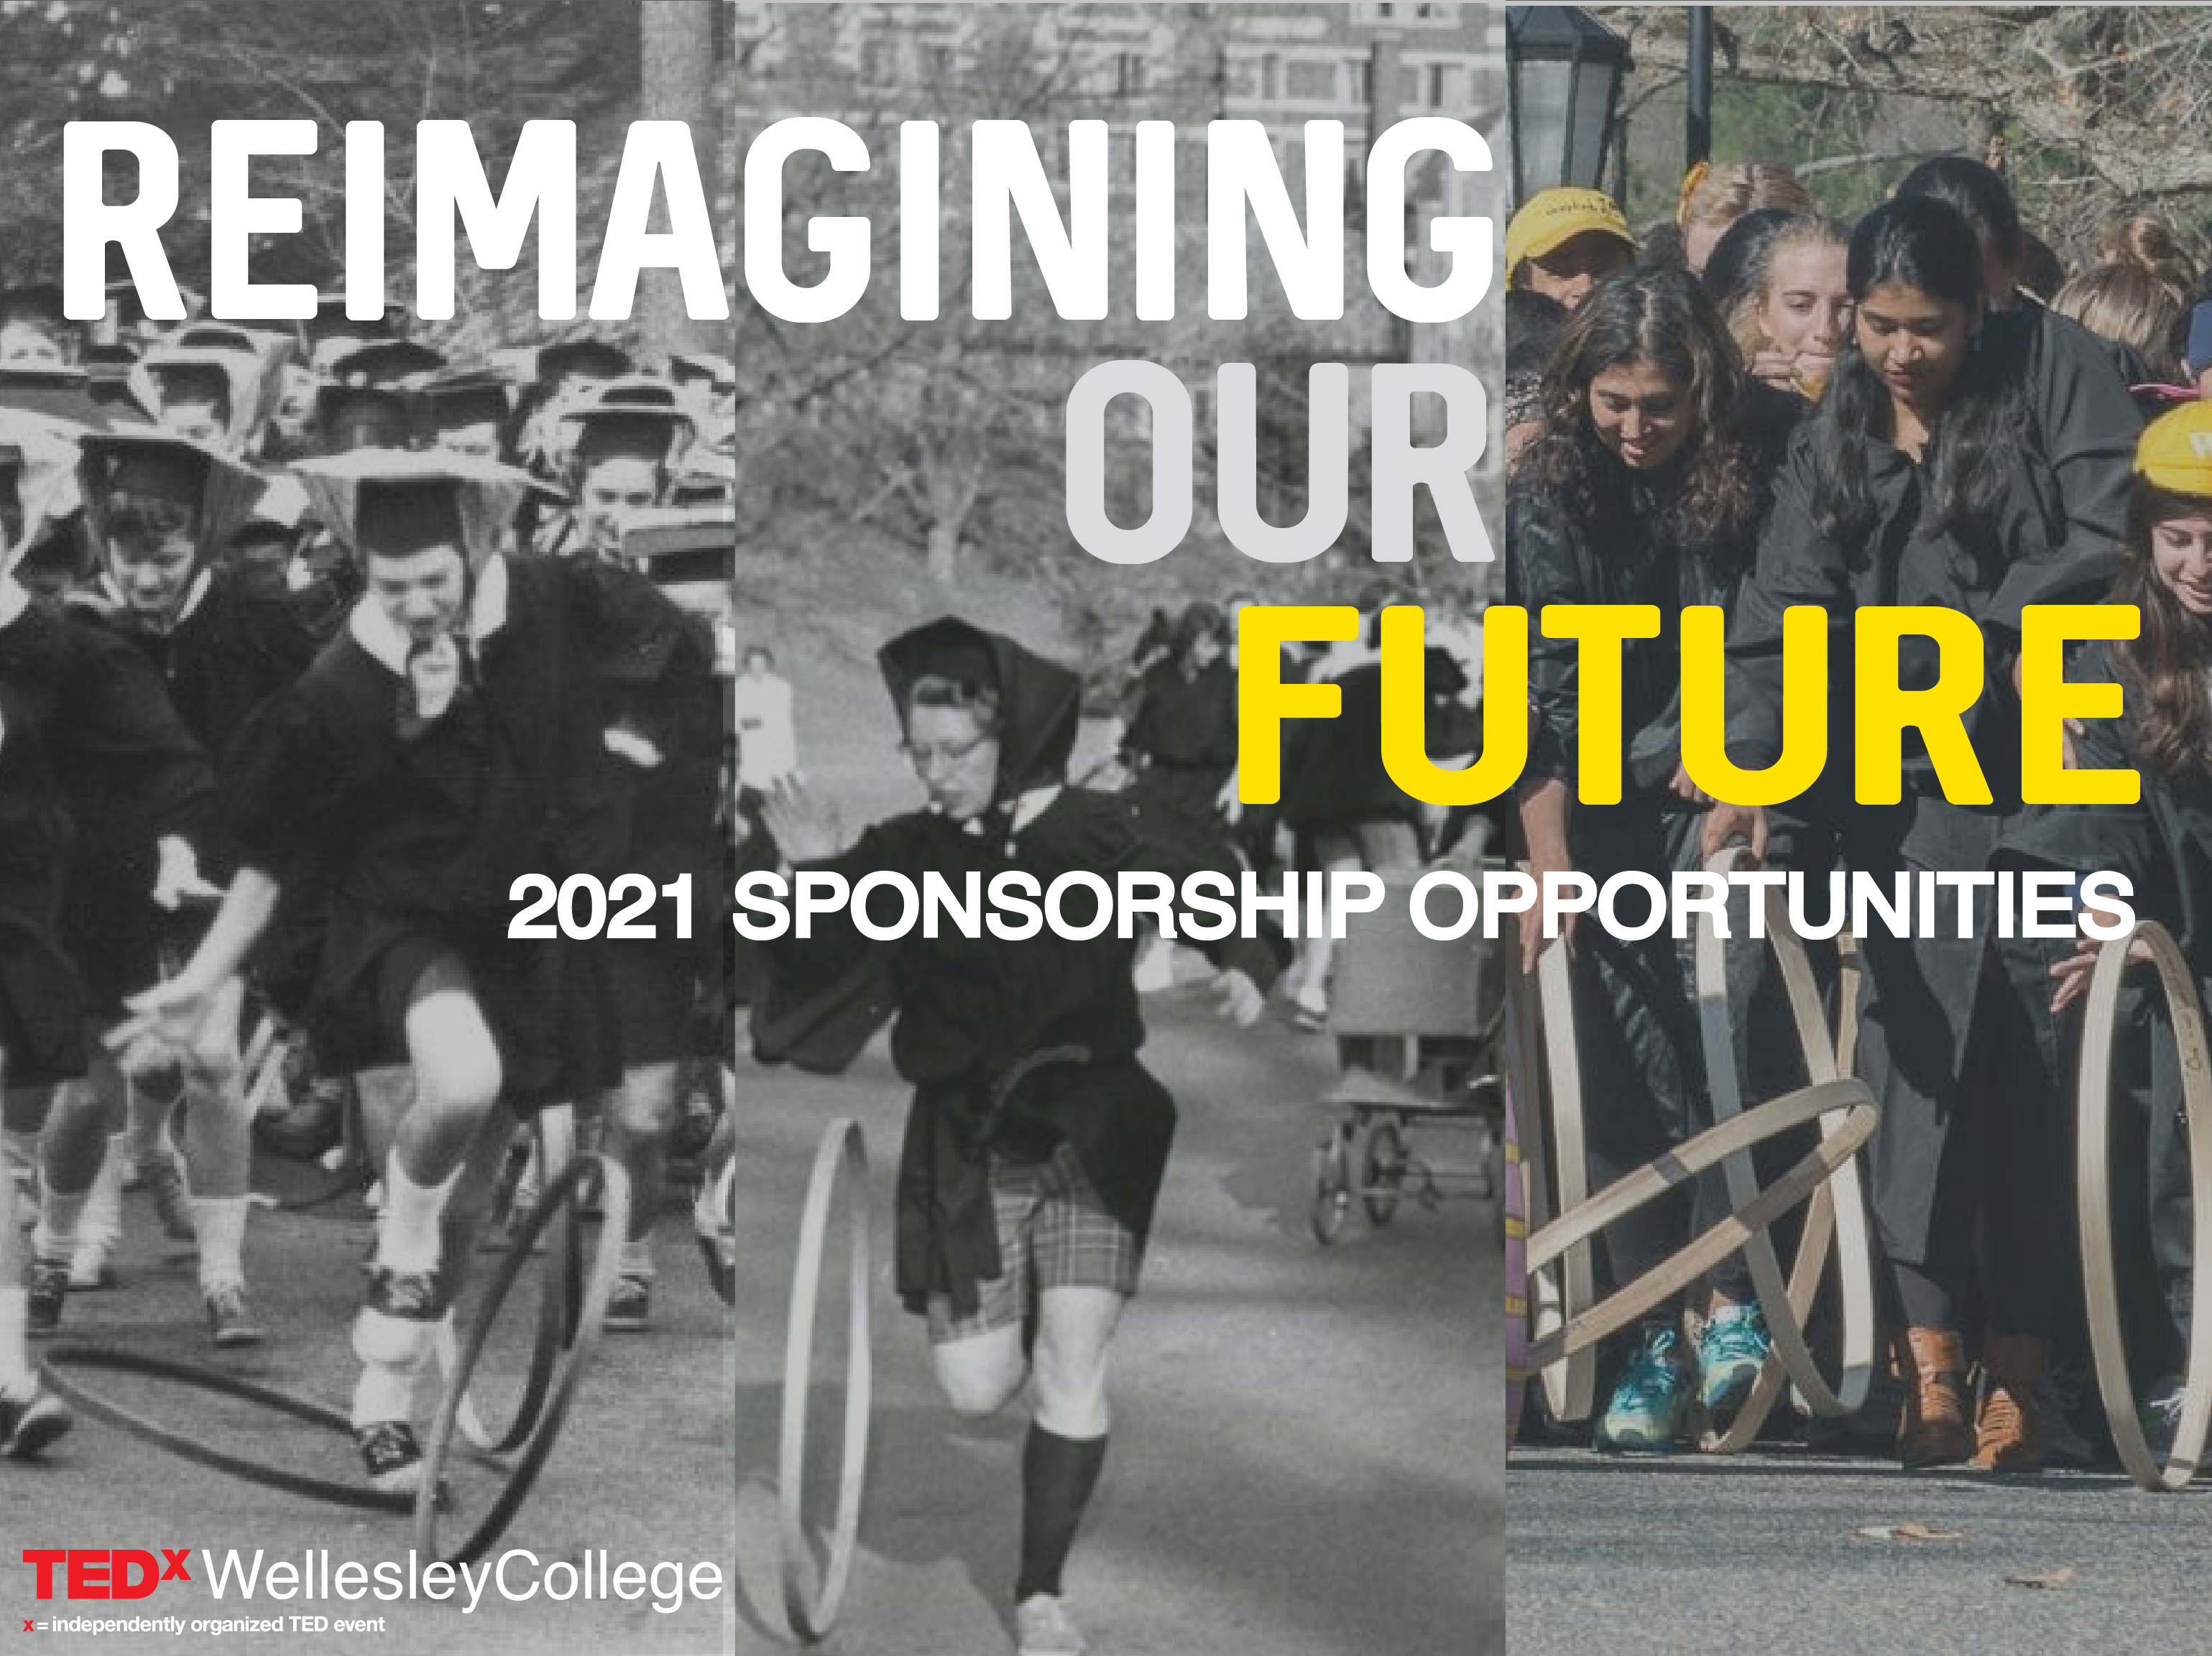 REIMAGINING
OUR
FUTURE
2021 SPONSORSHIP OPPORTUNITIES
TEDx WellesleyCollege
x = independently organized TED event